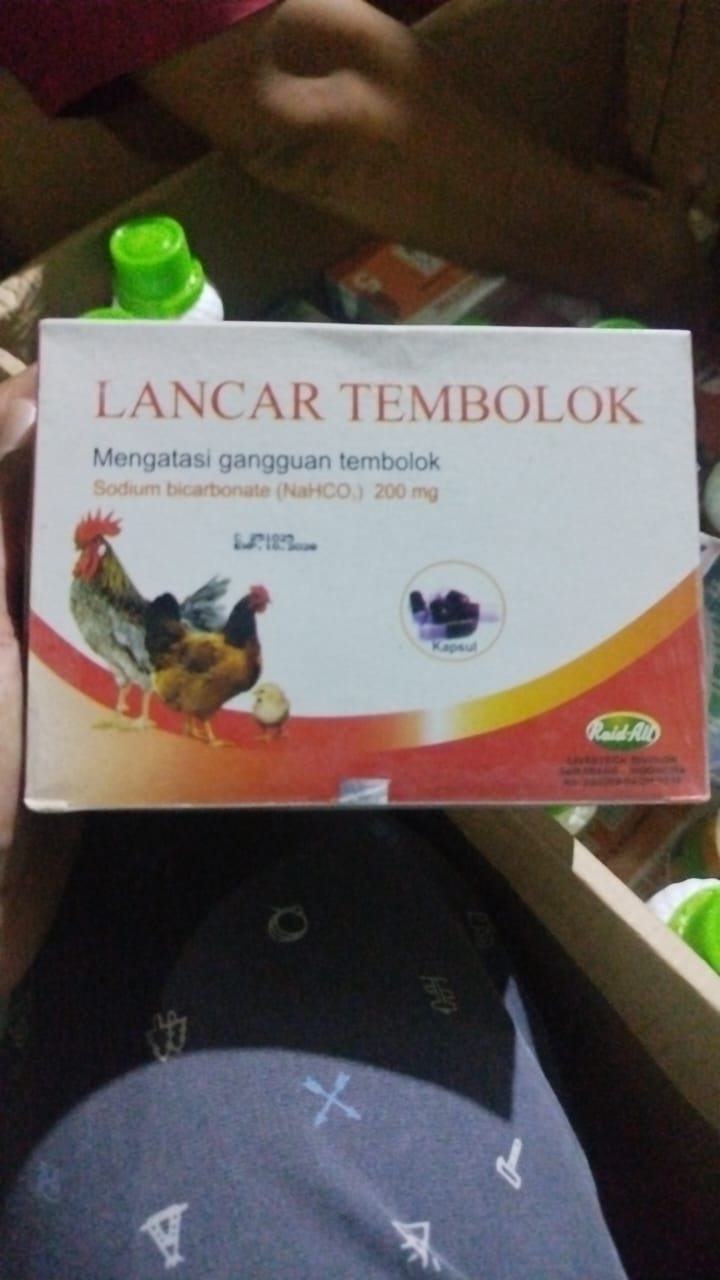 LANCAR TEMBOLOK
Mengatasi gangguan tembolok
Sodium bicarbonate (NaHCO₃) 200 mg
Kapsul
Raid-All